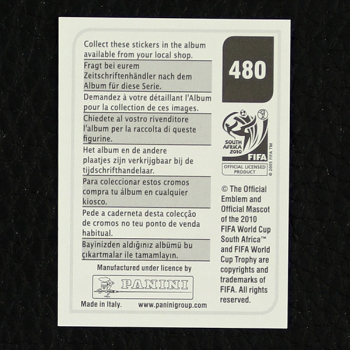 Collect these stickers in the album
available from your local shop.
Fragt bei eurem
Zeitschriftenhändler nach dem
Album für diese Serie.
Demandez à votre détaillant l'Album
pour la collection de ces images.
Chiedete al vostro rivenditore
l'album per la raccolta di queste
figurine.
Het album en de andere
plaatjes zijn verkrijgbaar bij de
tijdschrifthandelaar.
Para coleccionar estos cromos
compra tu álbum en cualquier
kiosco.
Pede a caderneta desta colecção
de cromos no teu ponto de venda
habitual.
Bayinizden aldığınız albümü bu
çıkartmalar ile tamamlayın.
Manufactured under licence by
PANINI
Made in Italy.
www.paninigroup.com
480
SOUTH AFRICA
2010
FIFA
OFFICIAL LICENSED
PRODUCT
© The Official
Emblem and
Official Mascot
of the 2010
FIFA World Cup
South Africa™
and FIFA World
Cup Trophy are
copyrights and
trademarks of
FIFA. All rights
reserved.